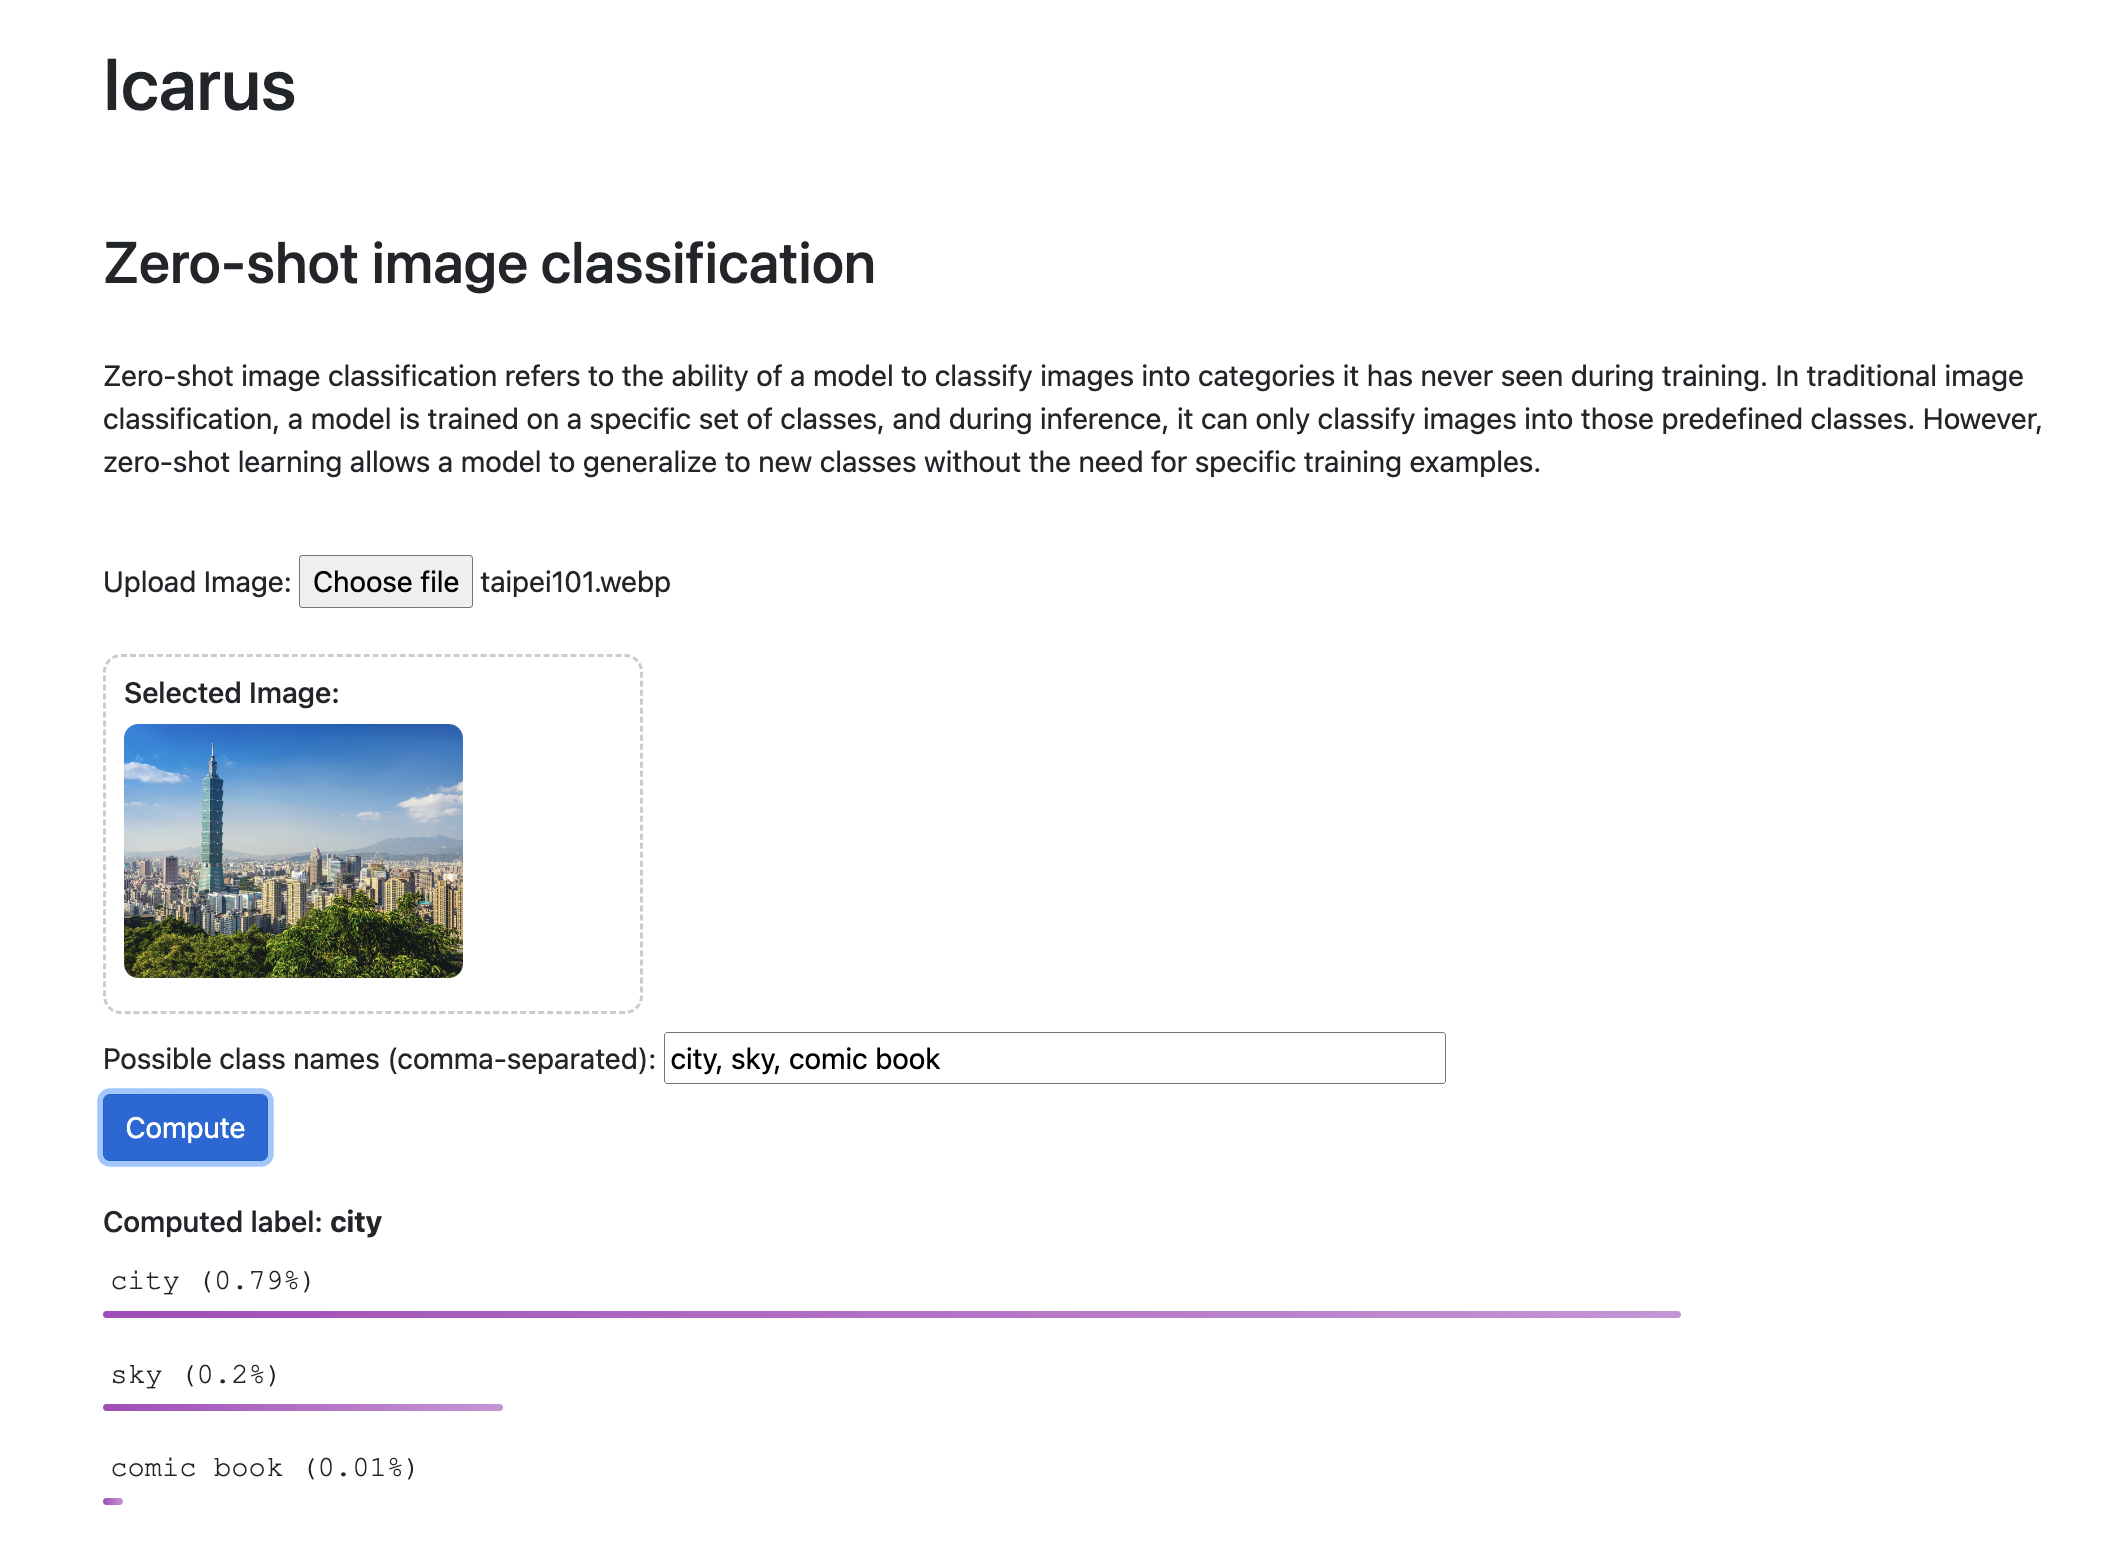 Icarus
Zero-shot image classification
Zero-shot image classification refers to the ability of a model to classify images into categories it has never seen during training. In traditional image
classification, a model is trained on a specific set of classes, and during inference, it can only classify images into those predefined classes. However,
zero-shot learning allows a model to generalize to new classes without the need for specific training examples.
Upload Image: Choose file taipei101.webp
Selected Image:
Possible class names (comma-separated): city, sky, comic book
Compute
Computed label: city
city (0.79%)
sky (0.2%)
comic book (0.01%)